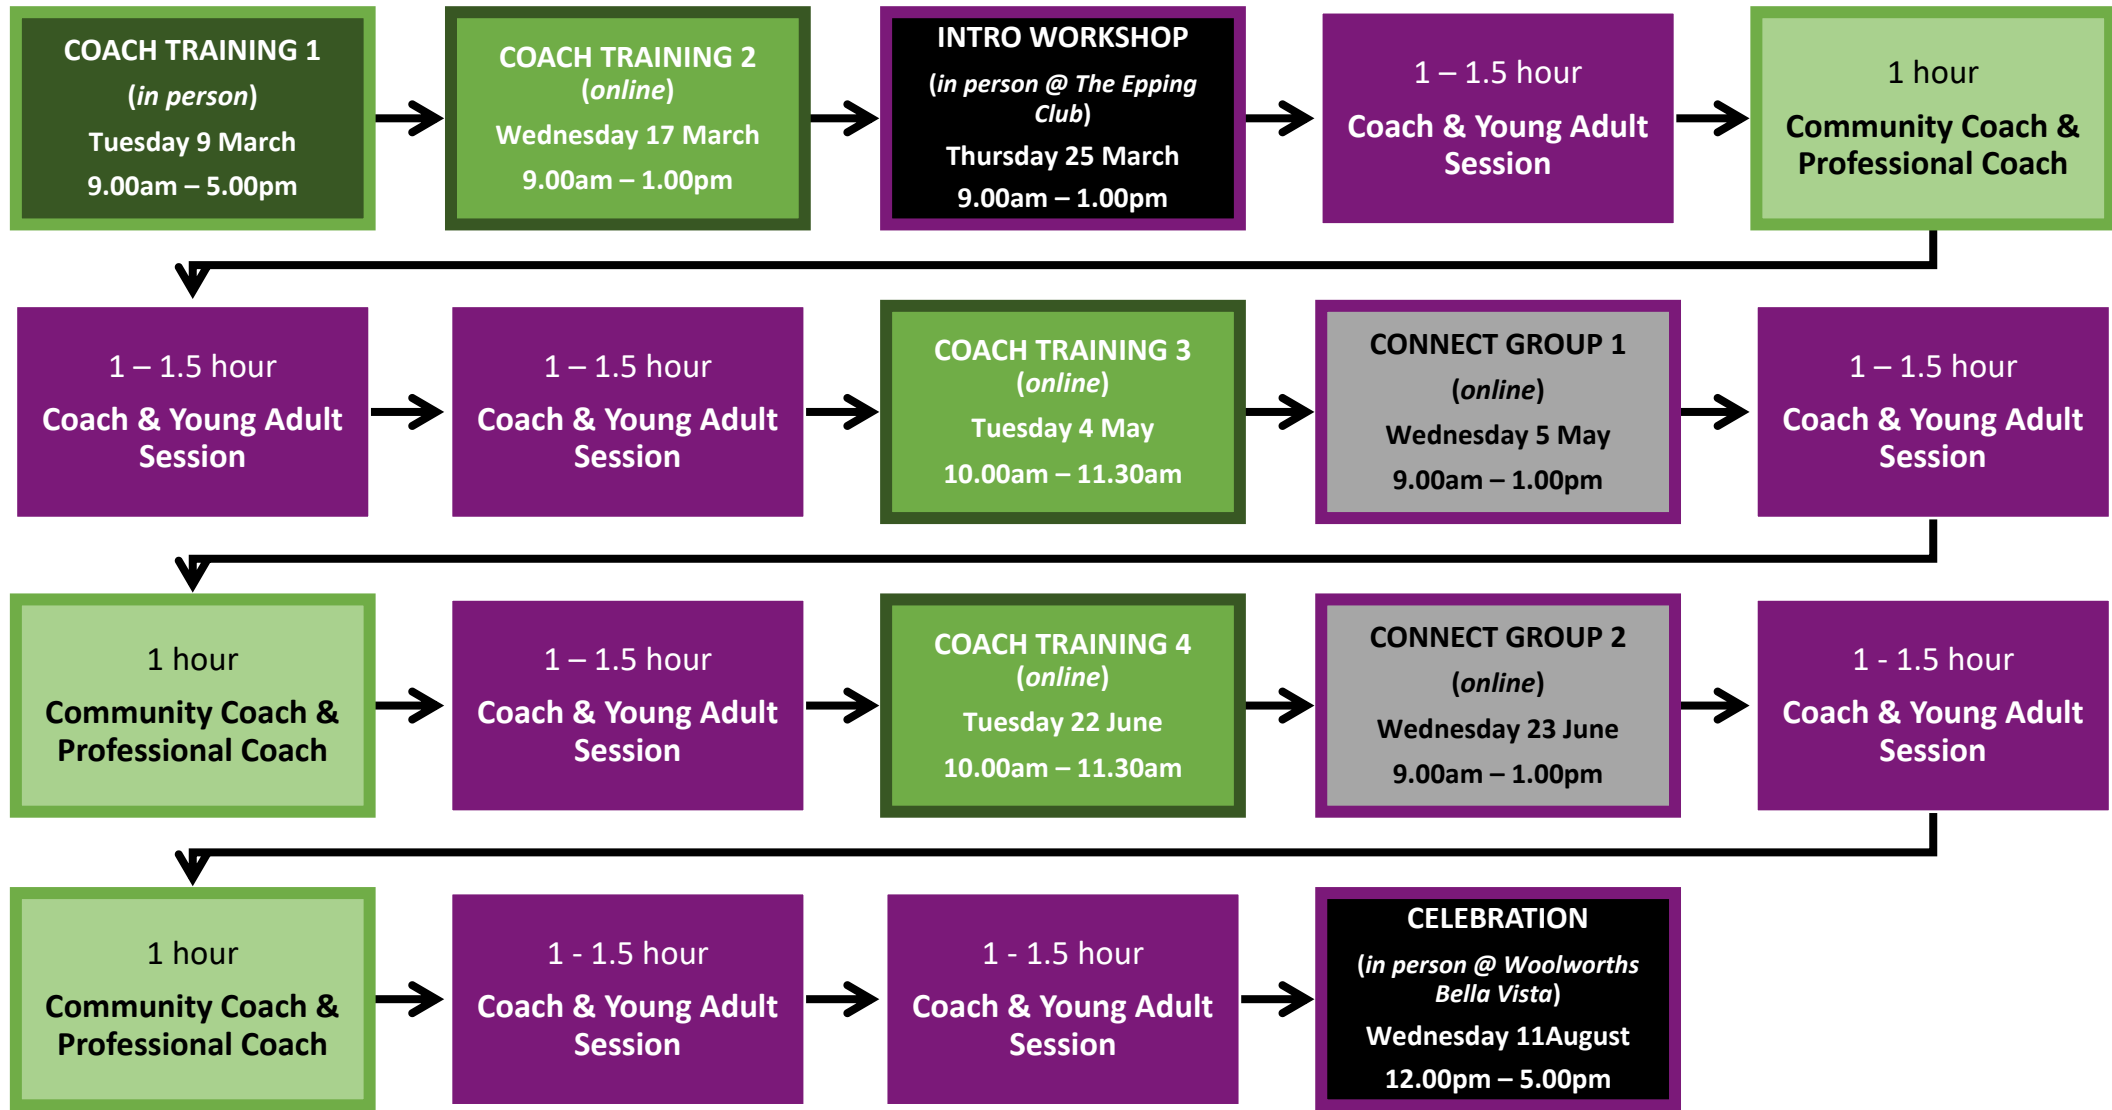 COACH TRAINING 1
(in person)
Tuesday 9 March
9.00am – 5.00pm
COACH TRAINING 2
(online)
Wednesday 17 March
9.00am – 1.00pm
INTRO WORKSHOP
(in person @ The Epping
Club)
Thursday 25 March
9.00am – 1.00pm
1 – 1.5 hour
Coach & Young Adult
Session
1 hour
Community Coach &
Professional Coach
1 – 1.5 hour
Coach & Young Adult
Session
1 – 1.5 hour
Coach & Young Adult
Session
COACH TRAINING 3
(online)
Tuesday 4 May
10.00am – 11.30am
CONNECT GROUP 1
(online)
Wednesday 5 May
9.00am – 1.00pm
1 – 1.5 hour
Coach & Young Adult
Session
1 hour
Community Coach &
Professional Coach
1 – 1.5 hour
Coach & Young Adult
Session
COACH TRAINING 4
(online)
Tuesday 22 June
10.00am – 11.30am
CONNECT GROUP 2
(online)
Wednesday 23 June
9.00am – 1.00pm
1 - 1.5 hour
Coach & Young Adult
Session
1 hour
Community Coach &
Professional Coach
1 - 1.5 hour
Coach & Young Adult
Session
1 - 1.5 hour
Coach & Young Adult
Session
CELEBRATION
(in person @ Woolworths
Bella Vista)
Wednesday 11August
12.00pm – 5.00pm